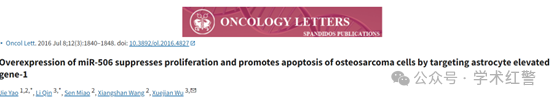 ONCOLOGY LETTERS
SPANDIDOS PUBLICATIONS
• Oncol Lett. 2016 Jul 8;12(3):1840–1848. doi: 10.3892/ol.2016.4827
Overexpression of miR-506 suppresses proliferation and promotes apoptosis of osteosarcoma cells by targeting astrocyte elevated
gene-1
Jie Yao 1,2,*, Li Qin 3,*, Sen Miao 2, Xiangshan Wang 2, Xuejian Wu 3,✉
公众号 · 学术红警